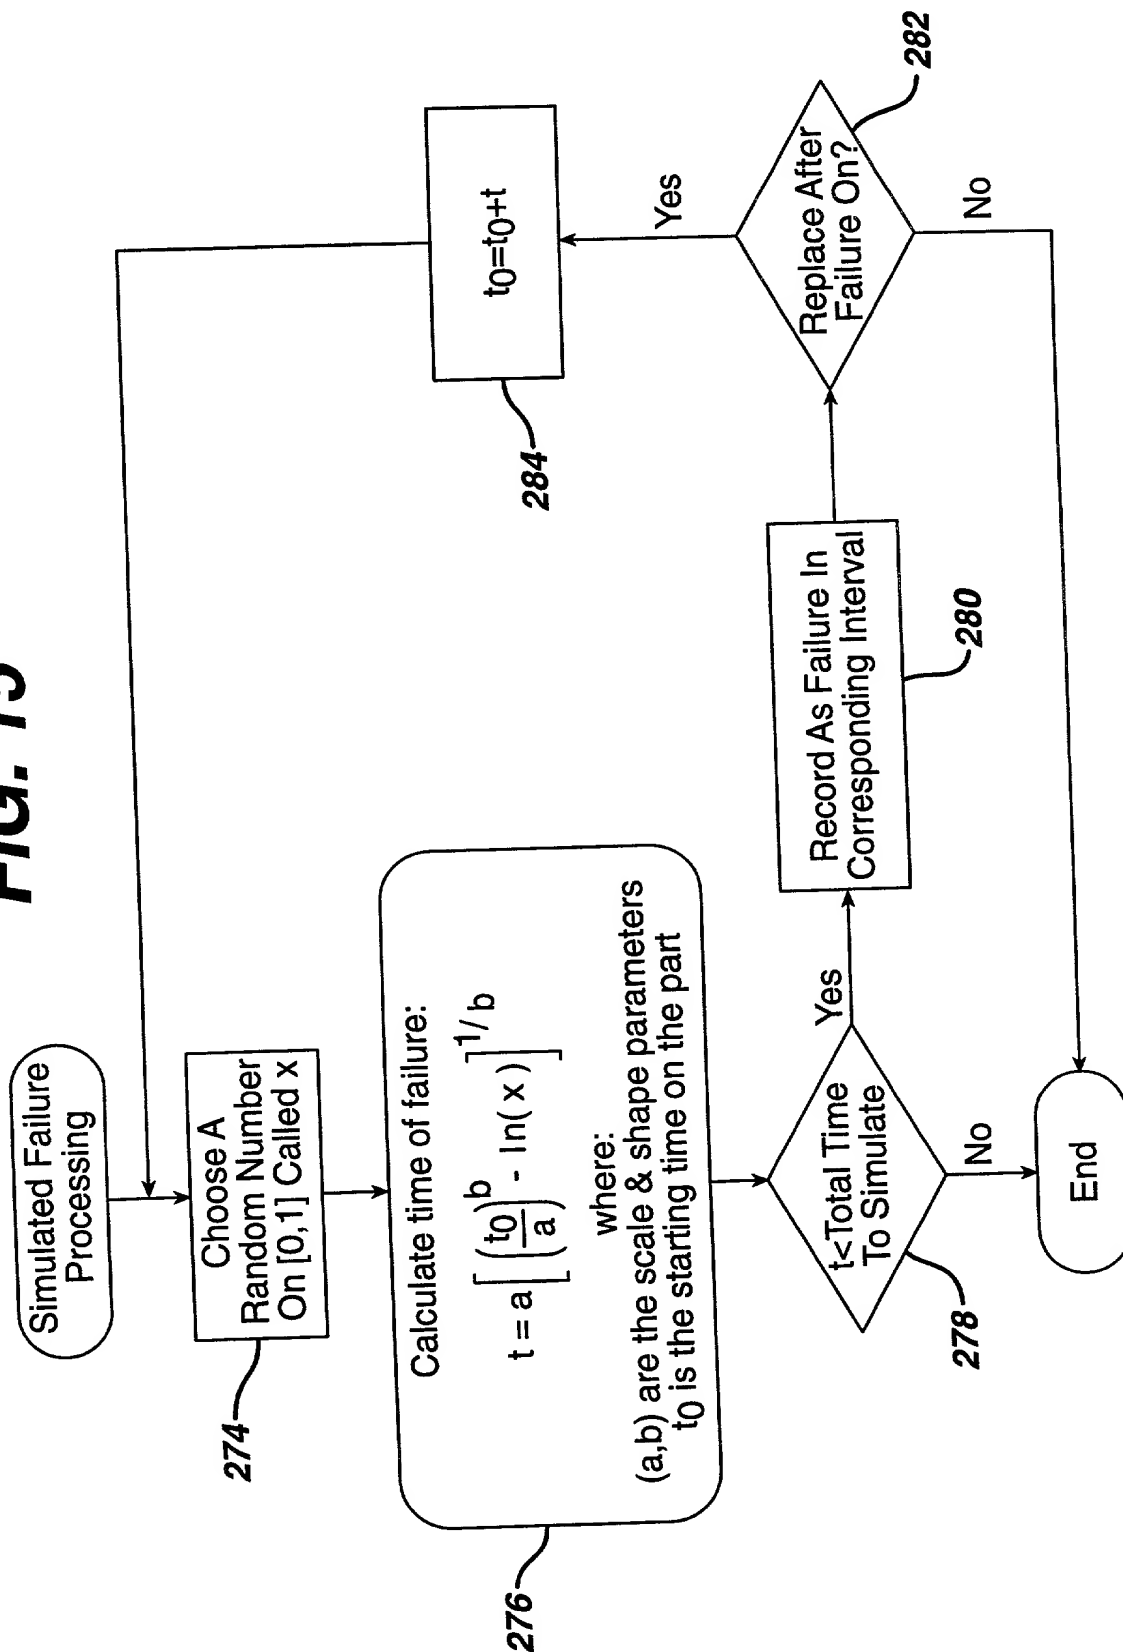 Simulated Failure
Processing
Choose A
Random Number
On [0,1] Called x
274
Calculate time of failure:
t = a [ (t0/a)^b - ln( x ) ]^1/b
where:
(a,b) are the scale & shape parameters
t0 is the starting time on the part
276
t<Total Time
To Simulate
278
Yes
No
Record As Failure In
Corresponding Interval
280
Replace After
Failure On?
282
Yes
No
t0=t0+t
284
End